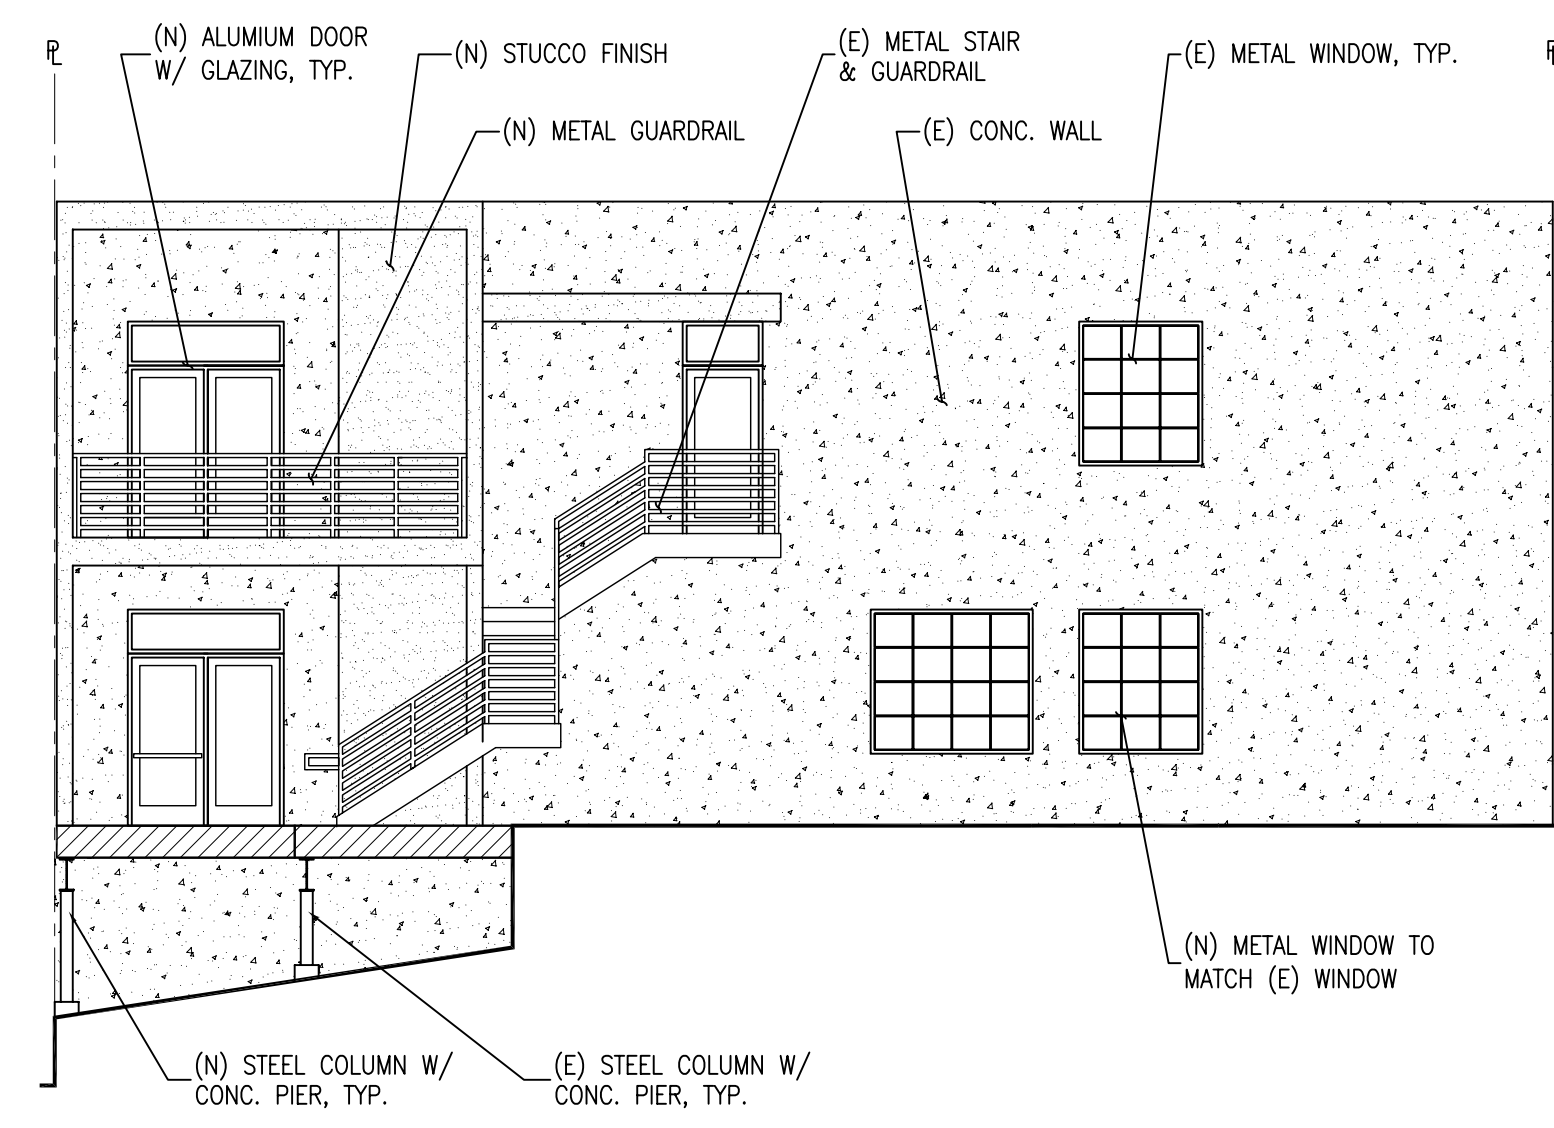 PL
(N) ALUMIUM DOOR
W/ GLAZING, TYP.
(N) STUCCO FINISH
(N) METAL GUARDRAIL
(E) METAL STAIR
& GUARDRAIL
(E) CONC. WALL
(E) METAL WINDOW, TYP.
(N) METAL WINDOW TO
MATCH (E) WINDOW
(N) STEEL COLUMN W/
CONC. PIER, TYP.
(E) STEEL COLUMN W/
CONC. PIER, TYP.